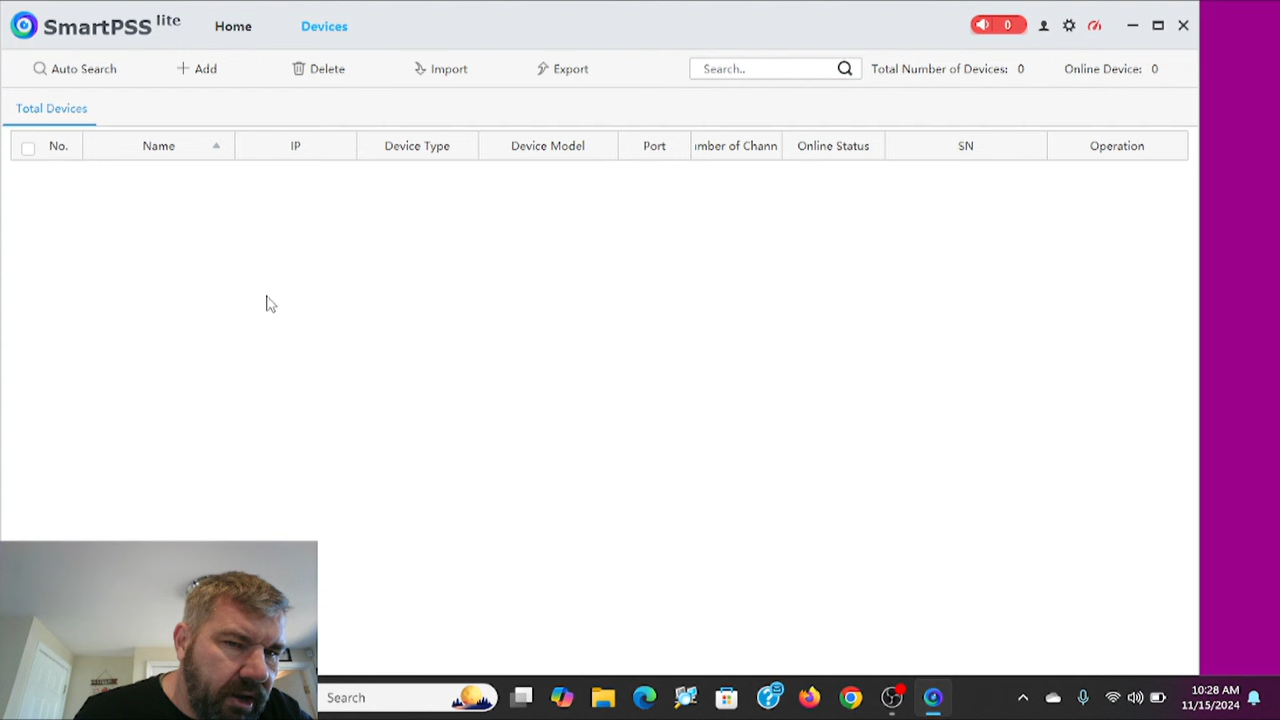 SmartPSS lite Home Devices 0
Auto Search Add Delete Import Export Search.. Total Number of Devices: 0 Online Device: 0
Total Devices
No. Name IP Device Type Device Model Port mber of Chann Online Status SN Operation
Search
10:28 AM
11/15/2024